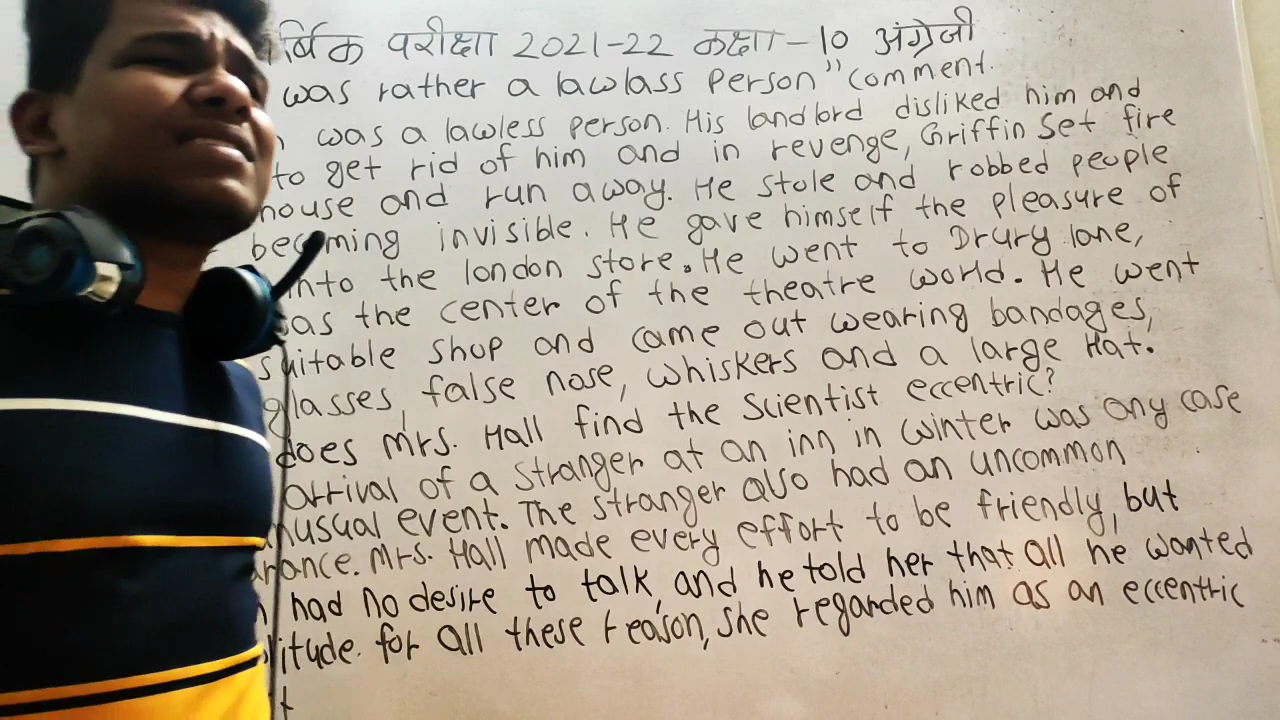 र्षिक परीक्षा 2021-22 कक्षा-10 अंग्रेजी
was rather a lawlass person" comment.
was a lawless person. His landlord disliked him and
to get rid of him and in revenge, Griffin set fire
house and run away. He stole and robbed people
becoming invisible. He gave himself the pleasure of
into the london store. He went to Drury lane,
as the center of the theatre world. He went
suitable shop and came out wearing bandages,
glasses, false nose, whiskers and a large Hat.
does Mrs. Hall find the Scientist eccentric?
arrival of a stranger at an inn in winter was any case
nusual event. The stranger also had an uncommon
arance. Mrs. Hall made every effort to be friendly, but
had no desire to talk, and he told her that all he wanted
litude. for all these reason, she regarded him as an eccentric